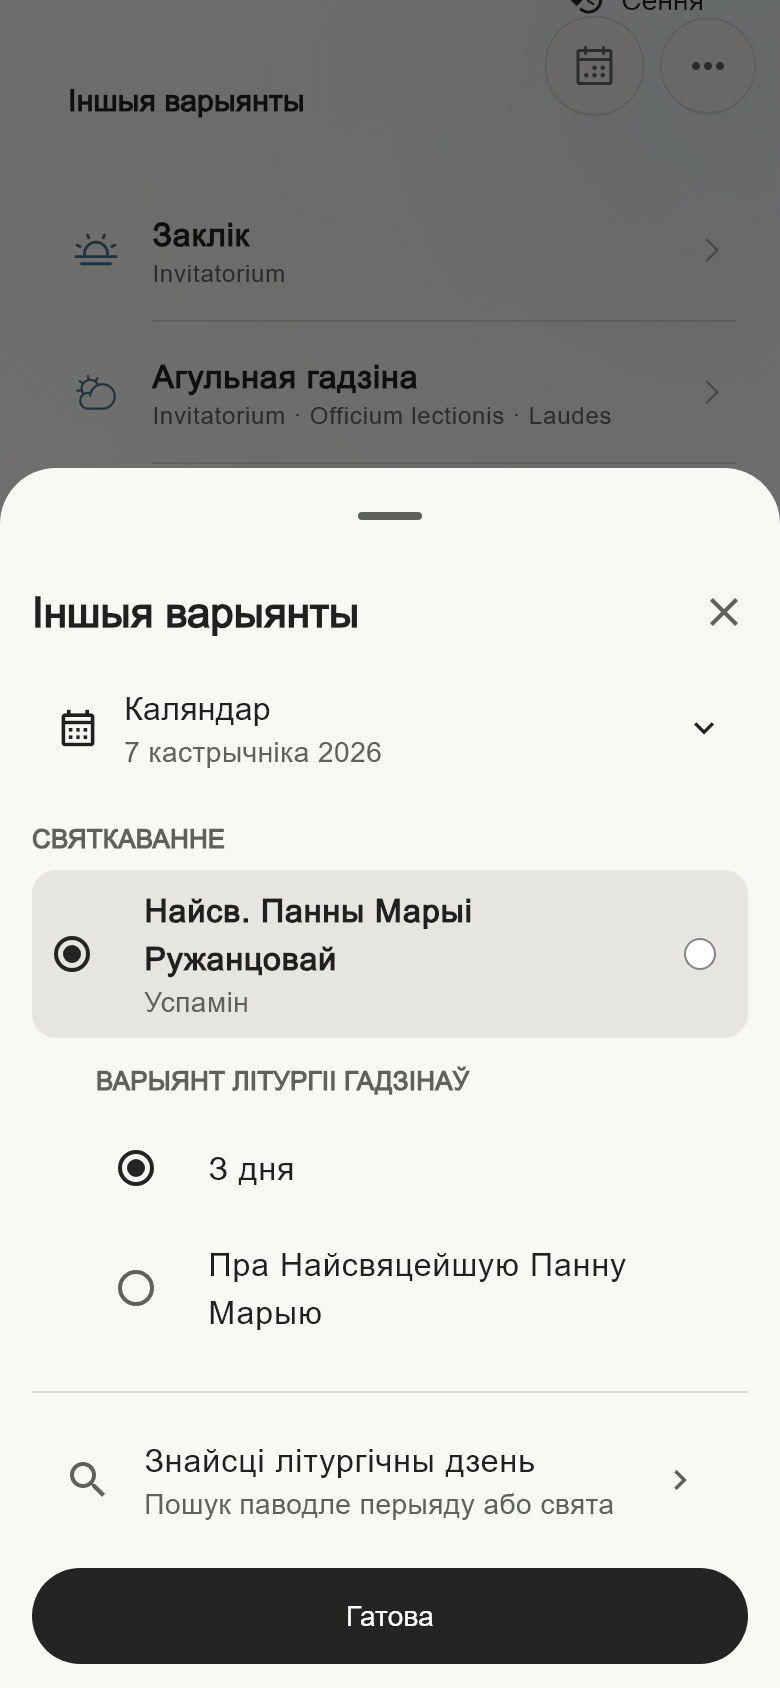 Сёння
Іншыя варыянты
Заклік
Invitatorium
Агульная гадзіна
Invitatorium · Officium lectionis · Laudes
Іншыя варыянты
Каляндар
7 кастрычніка 2026
СВЯТКАВАННЕ
Найсв. Панны Марыі
Ружанцовай
Успамін
ВАРЫЯНТ ЛІТУРГІІ ГАДЗІНАЎ
З дня
Пра Найсвяцейшую Панну
Марыю
Знайсці літургічны дзень
Пошук паводле перыяду або свята
Гатова